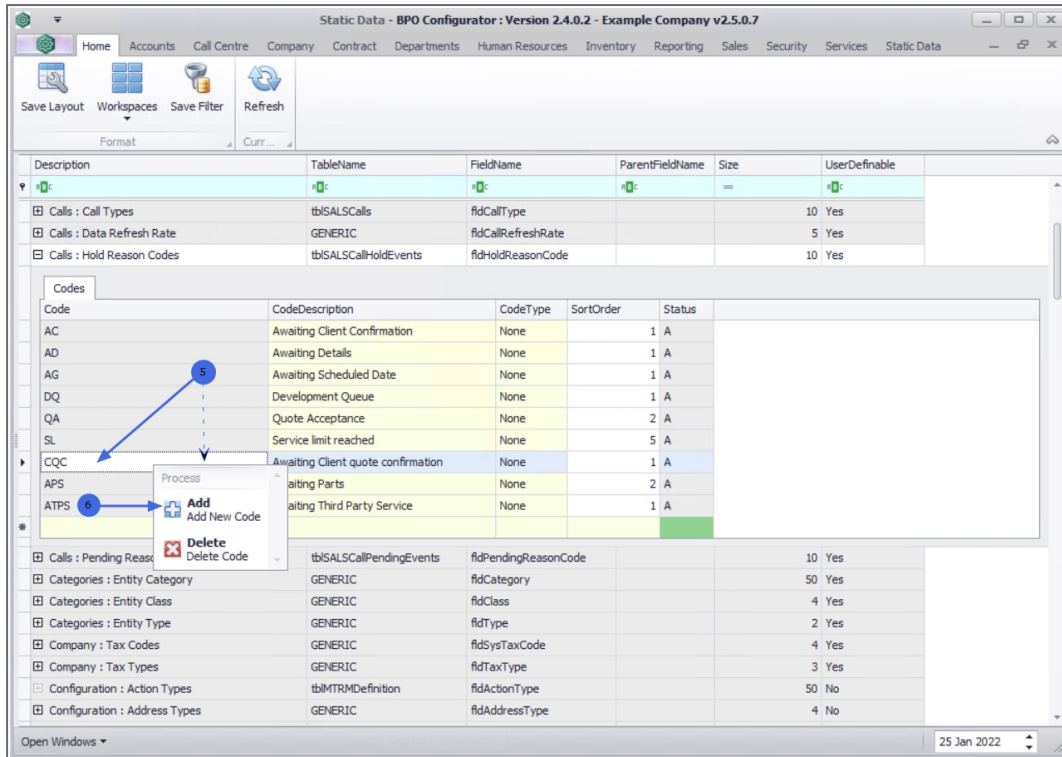 Static Data - BPO Configurator : Version 2.4.0.2 - Example Company v2.5.0.7
Home Accounts Call Centre Company Contract Departments Human Resources Inventory Reporting Sales Security Services Static Data
Save Layout Workspaces Save Filter Refresh
Format Curr...
Description TableName FieldName ParentFieldName Size UserDefinable
ABC ABC ABC ABC = ABC
Calls : Call Types tblSALSCalls fldCallType 10 Yes
Calls : Data Refresh Rate GENERIC fldCallRefreshRate 5 Yes
Calls : Hold Reason Codes tblSALSCallHoldEvents fldHoldReasonCode 10 Yes
Codes
Code CodeDescription CodeType SortOrder Status
AC Awaiting Client Confirmation None 1 A
AD Awaiting Details None 1 A
AG Awaiting Scheduled Date None 1 A
5
DQ Development Queue None 1 A
QA Quote Acceptance None 2 A
SL Service limit reached None 5 A
CQC Awaiting Client quote confirmation None 1 A
APS aiting Parts None 2 A
ATPS aiting Third Party Service None 1 A
6
Process
Add
Add New Code
Delete
Delete Code
Calls : Pending Reaso tblSALSCallPendingEvents fldPendingReasonCode 10 Yes
Categories : Entity Category GENERIC fldCategory 50 Yes
Categories : Entity Class GENERIC fldClass 4 Yes
Categories : Entity Type GENERIC fldType 2 Yes
Company : Tax Codes GENERIC fldSysTaxCode 4 Yes
Company : Tax Types GENERIC fldTaxType 3 Yes
Configuration : Action Types tblMTRMDefinition fldActionType 50 No
Configuration : Address Types GENERIC fldAddressType 4 No
Open Windows 25 Jan 2022